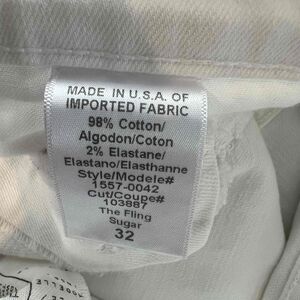 MADE IN U.S.A. OF
IMPORTED FABRIC
98% Cotton/
Algodon/Coton
2% Elastane/
Elastano/Elasthanne
Style/Modele#
1557-0042
Cut/Coupe#
103887
The Fling
Sugar
32